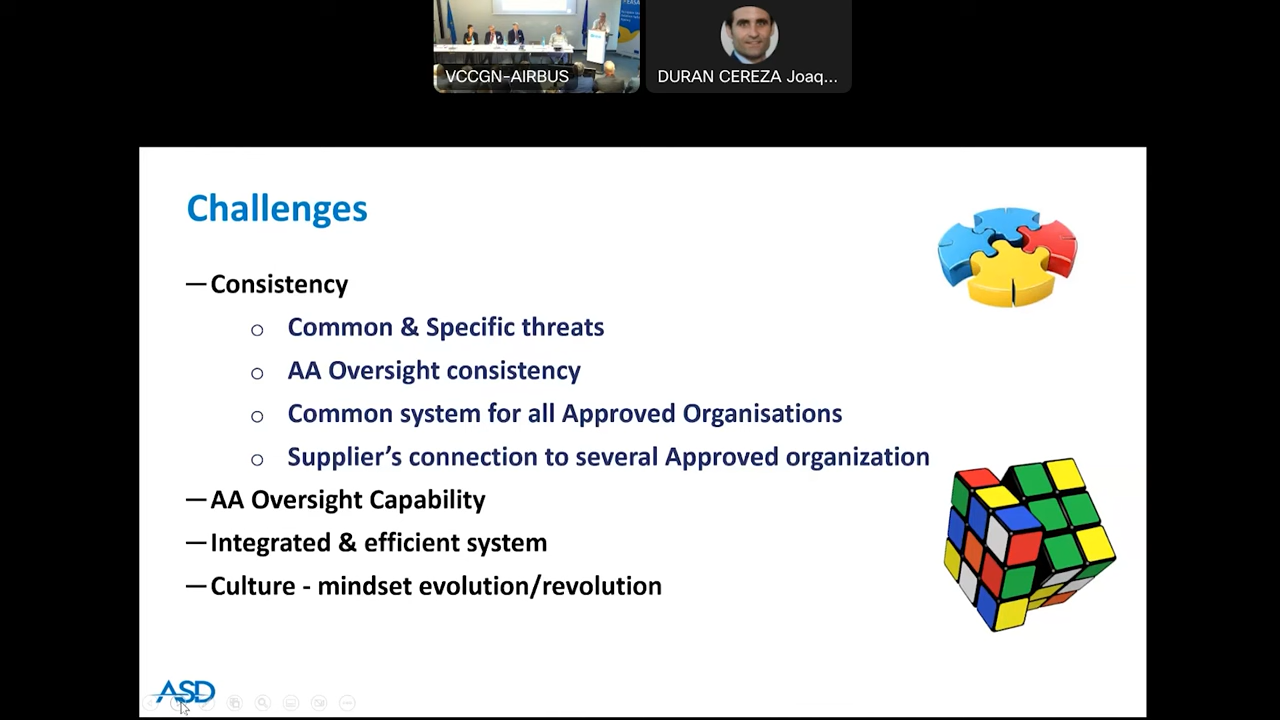 VCCGN-AIRBUS
DURAN CEREZA Joaq...
Challenges
—Consistency
o Common & Specific threats
o AA Oversight consistency
o Common system for all Approved Organisations
o Supplier’s connection to several Approved organization
—AA Oversight Capability
—Integrated & efficient system
—Culture - mindset evolution/revolution
ASD